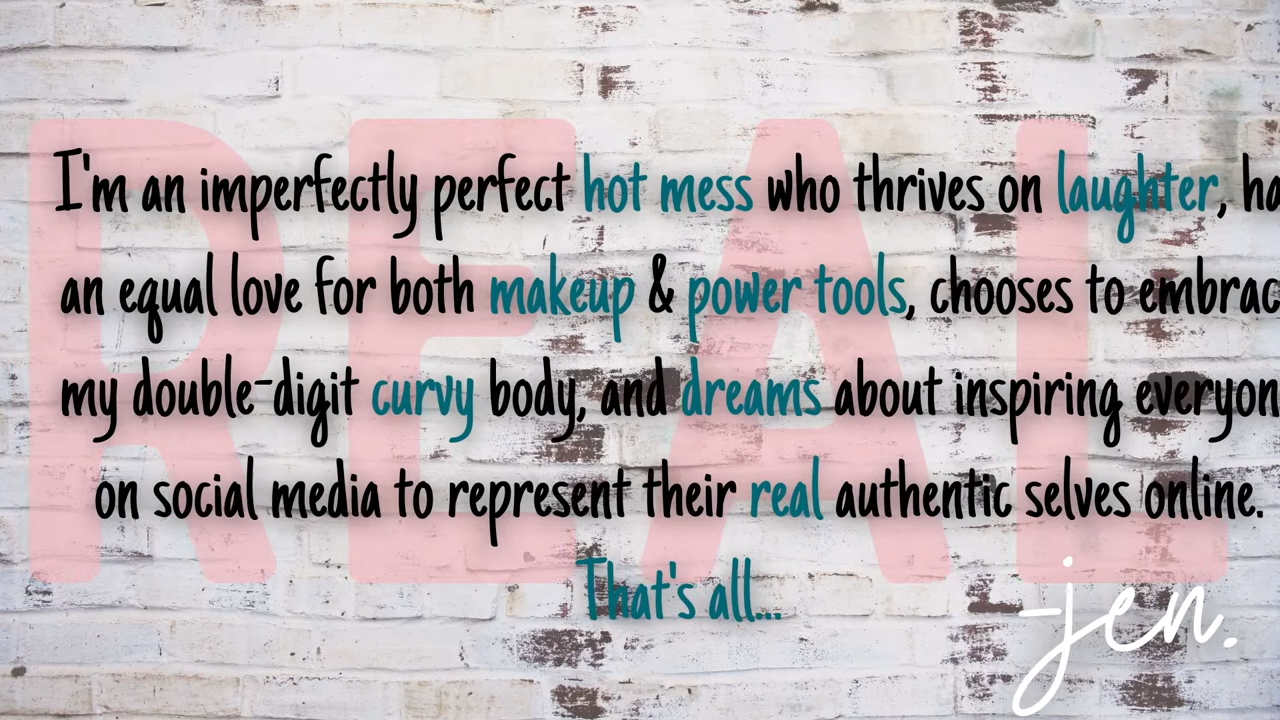 REAL
I'm an imperfectly perfect hot mess who thrives on laughter, ha
an equal love for both makeup & power tools, chooses to embrac
my double-digit curvy body, and dreams about inspiring everyon
on social media to represent their real authentic selves online.
That's all...
-jen.